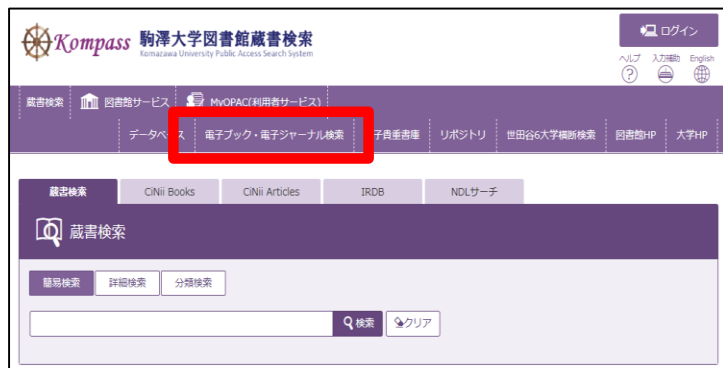 Kompass 駒澤大学図書館蔵書検索
Komazawa University Public Access Search System
ログイン
ヘルプ 入力補助 English
蔵書検索 図書館サービス MyOPAC(利用者サービス)
データベース 電子ブック・電子ジャーナル検索 子貴重書庫 リポジトリ 世田谷6大学横断検索 図書館HP 大学HP
蔵書検索 CiNii Books CiNii Articles IRDB NDLサーチ
蔵書検索
簡易検索 詳細検索 分類検索
検索 クリア